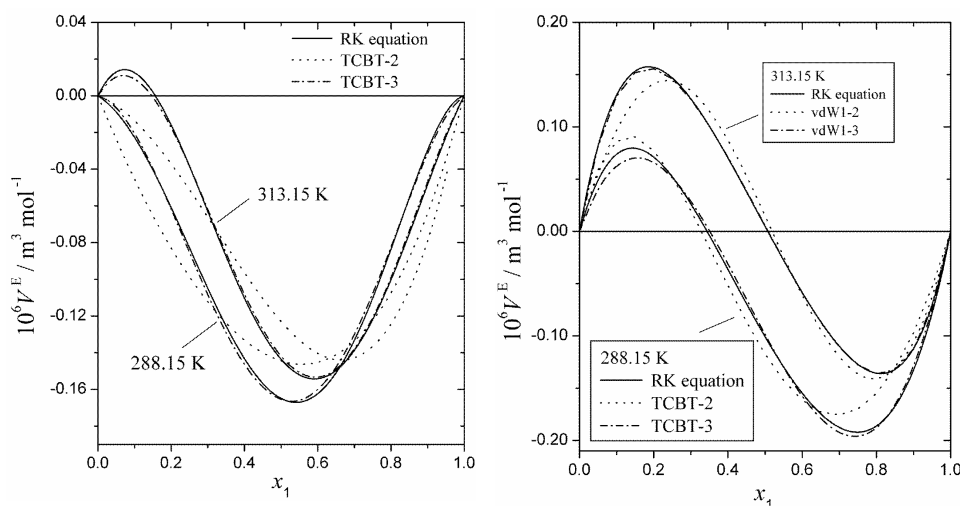 0.04
0.00
-0.04
-0.08
-0.12
-0.16
10⁶V^E / m³ mol⁻¹
RK equation
TCBT-2
TCBT-3
313.15 K
288.15 K
0.0 0.2 0.4 0.6 0.8 1.0
x₁
0.20
0.10
0.00
-0.10
-0.20
10⁶V^E / m³ mol⁻¹
313.15 K
RK equation
vdW1-2
vdW1-3
288.15 K
RK equation
TCBT-2
TCBT-3
0.0 0.2 0.4 0.6 0.8 1.0
x₁